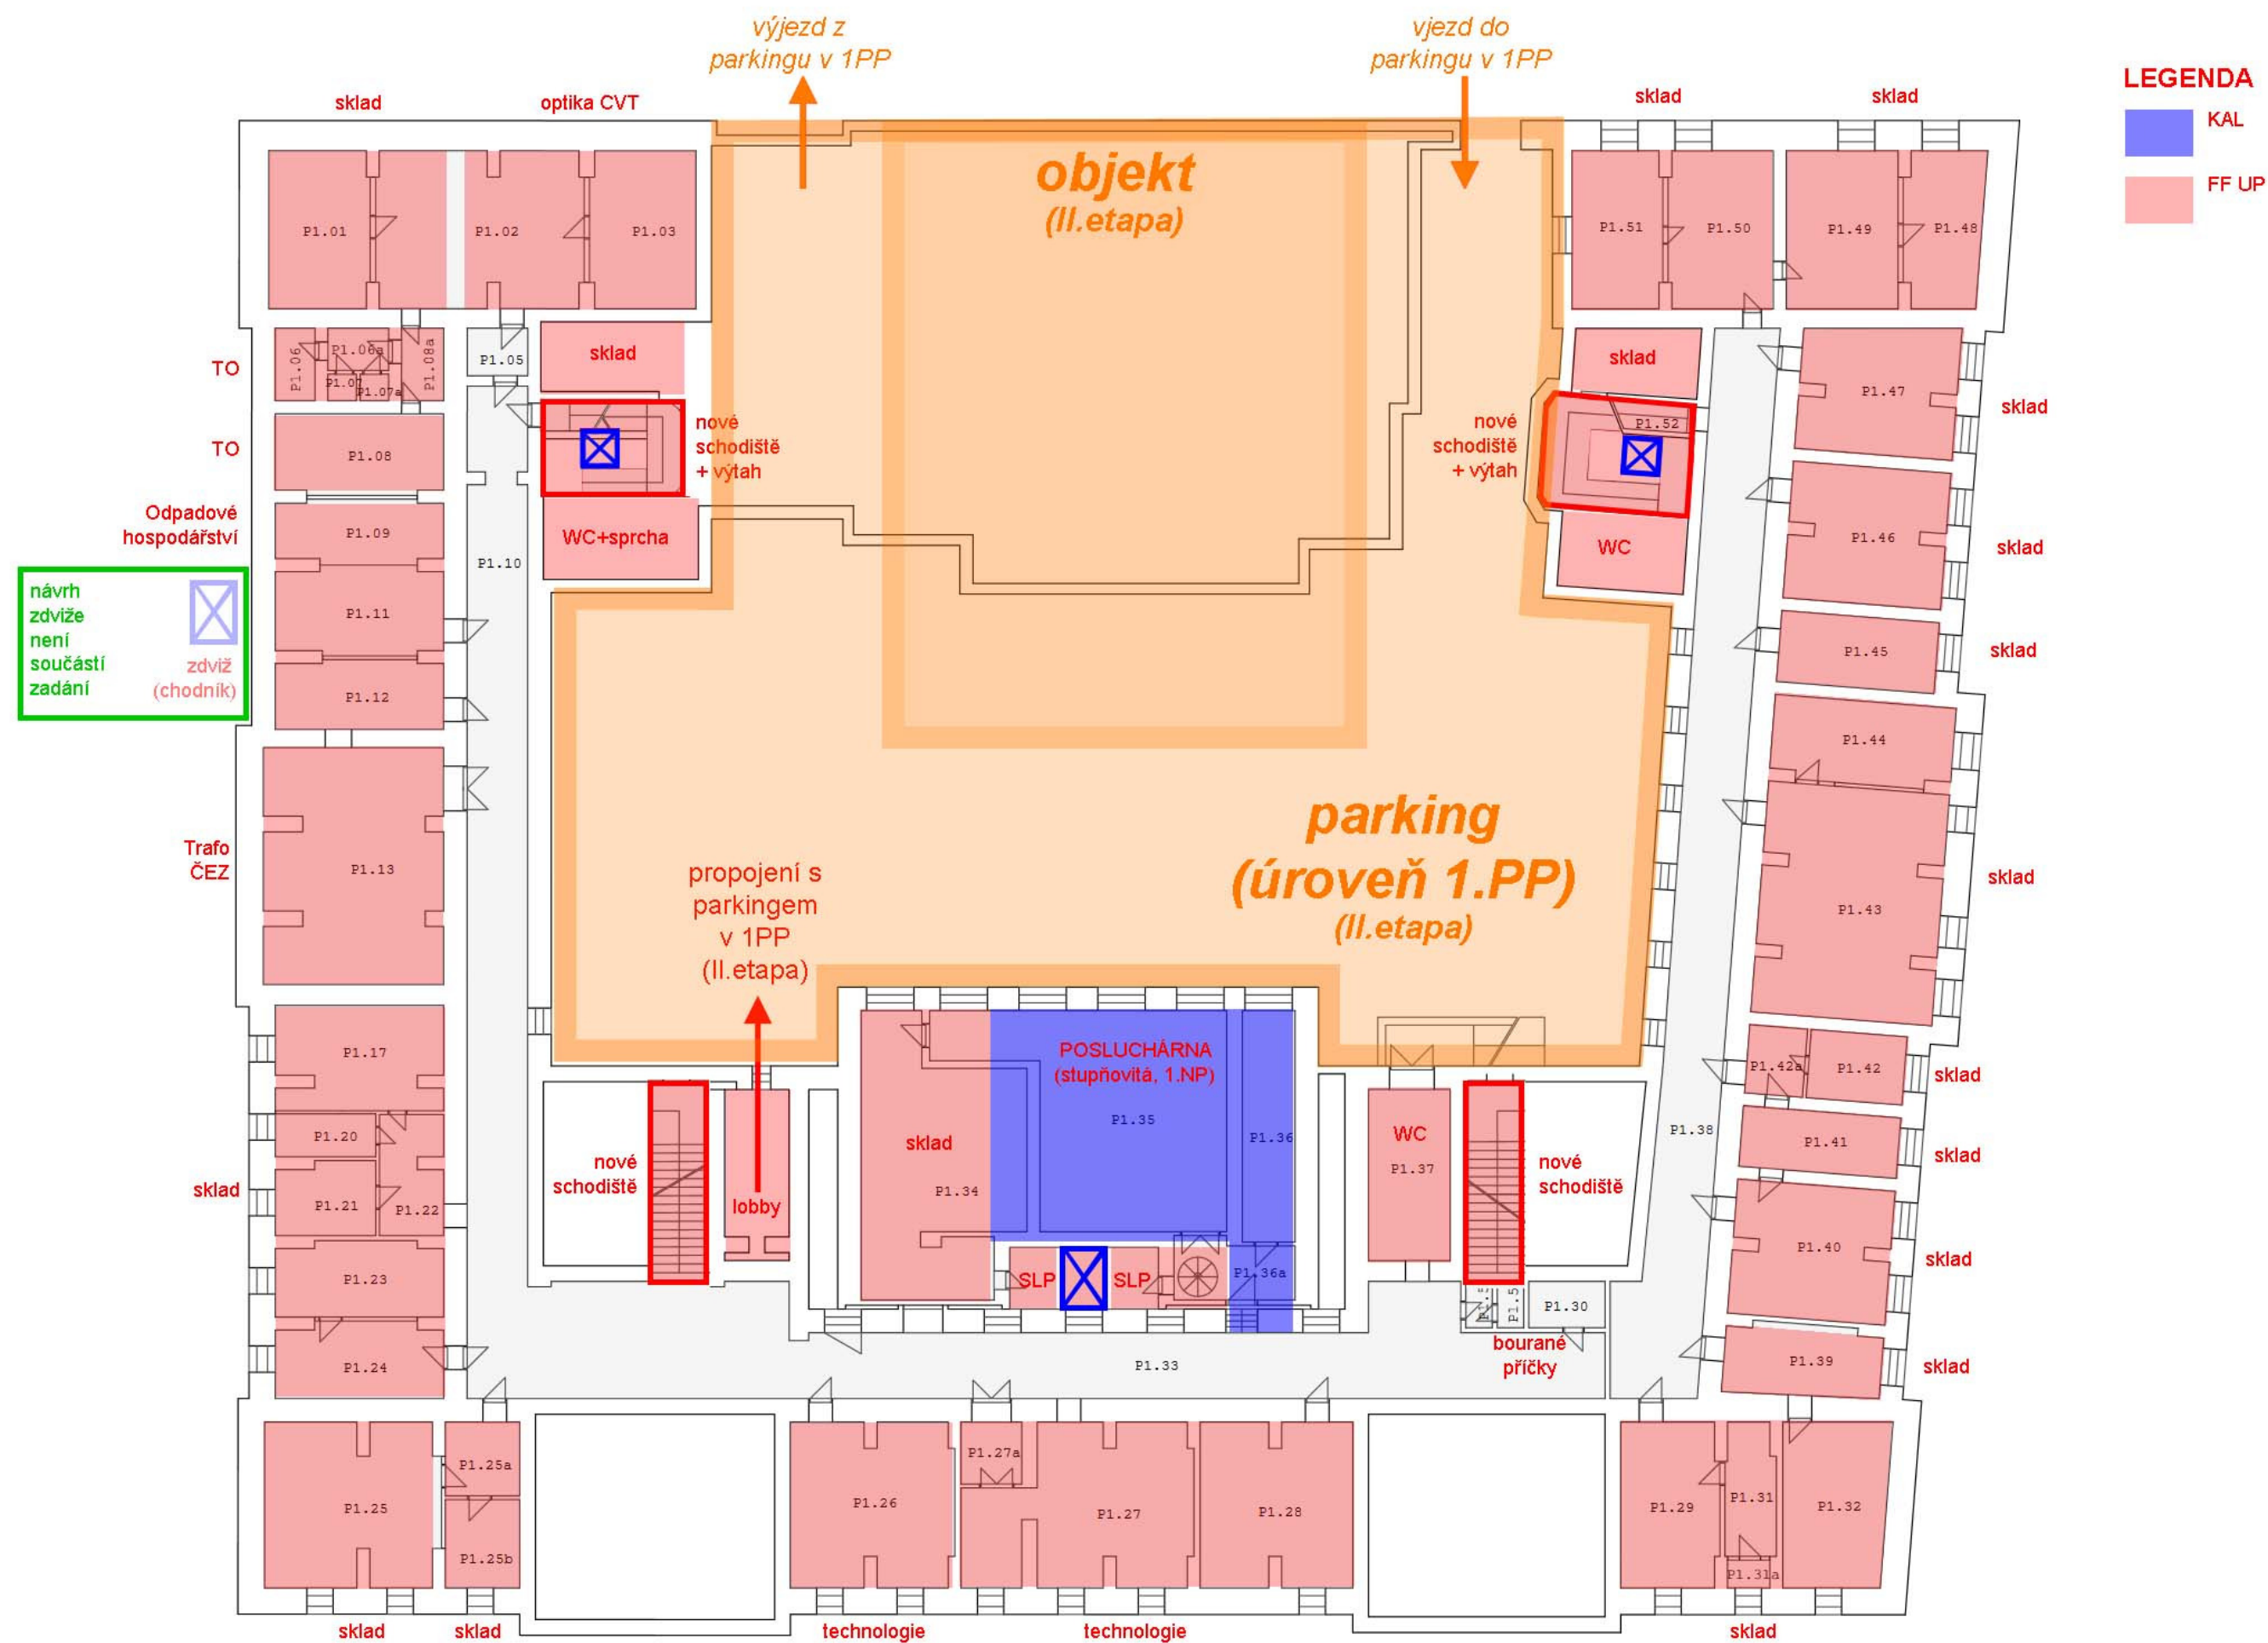 výjezd z
parkingu v 1PP
vjezd do
parkingu v 1PP
LEGENDA
KAL
FF UP
sklad
optika CVT
sklad
sklad
objekt
(II.etapa)
P1.01
P1.02
P1.03
P1.51
P1.50
P1.49
P1.48
TO
P1.06
P1.06a
P1.07
P1.07a
P1.08a
P1.05
sklad
sklad
P1.47
sklad
TO
P1.08
nové
schodiště
+ výtah
nové
schodiště
+ výtah
P1.52
Odpadové
hospodářství
P1.09
P1.10
WC+sprcha
WC
P1.46
sklad
návrh
zdviže
není
součástí
zadání
zdviž
(chodník)
P1.11
P1.12
P1.45
sklad
P1.44
Trafo
ČEZ
P1.13
propojení s
parkingem
v 1PP
(II.etapa)
parking
(úroveň 1.PP)
(II.etapa)
P1.43
sklad
P1.17
POSLUCHÁRNA
(stupňovitá, 1.NP)
P1.35
P1.36
P1.42a
P1.42
sklad
P1.20
sklad
P1.34
WC
P1.37
P1.38
P1.41
sklad
sklad
P1.21
P1.22
nové
schodiště
lobby
nové
schodiště
P1.40
sklad
P1.23
SLP
SLP
P1.36a
P1.5
P1.5
P1.30
bourané
příčky
P1.24
P1.33
P1.39
sklad
P1.25
P1.25a
P1.25b
P1.26
P1.27a
P1.27
P1.28
P1.29
P1.31
P1.31a
P1.32
sklad
sklad
technologie
technologie
sklad